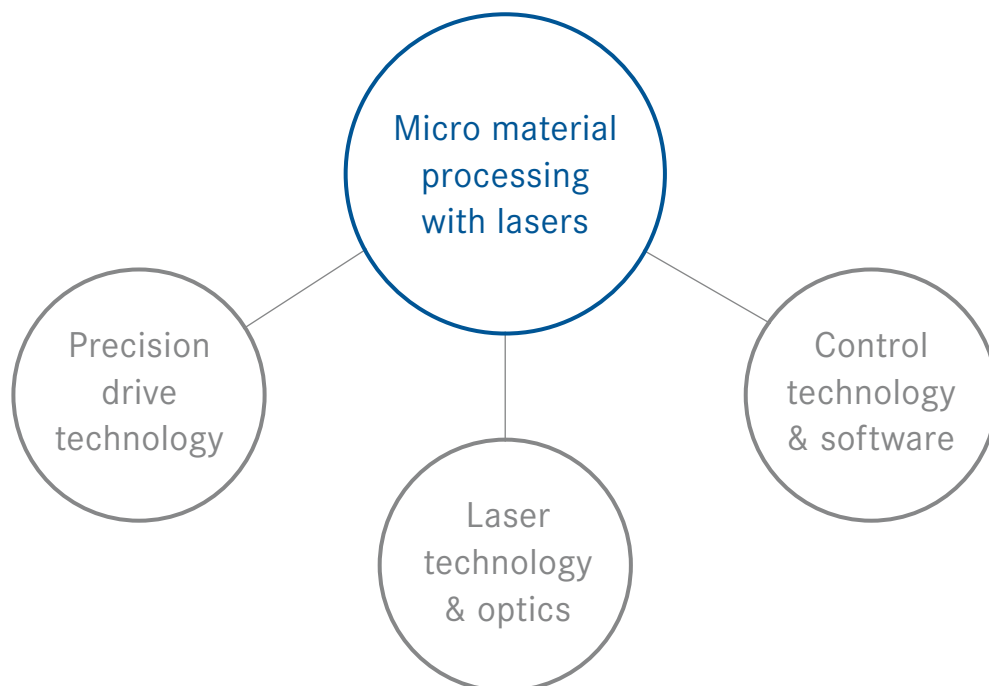 Micro material
processing
with lasers
Precision
drive
technology
Laser
technology
& optics
Control
technology
& software